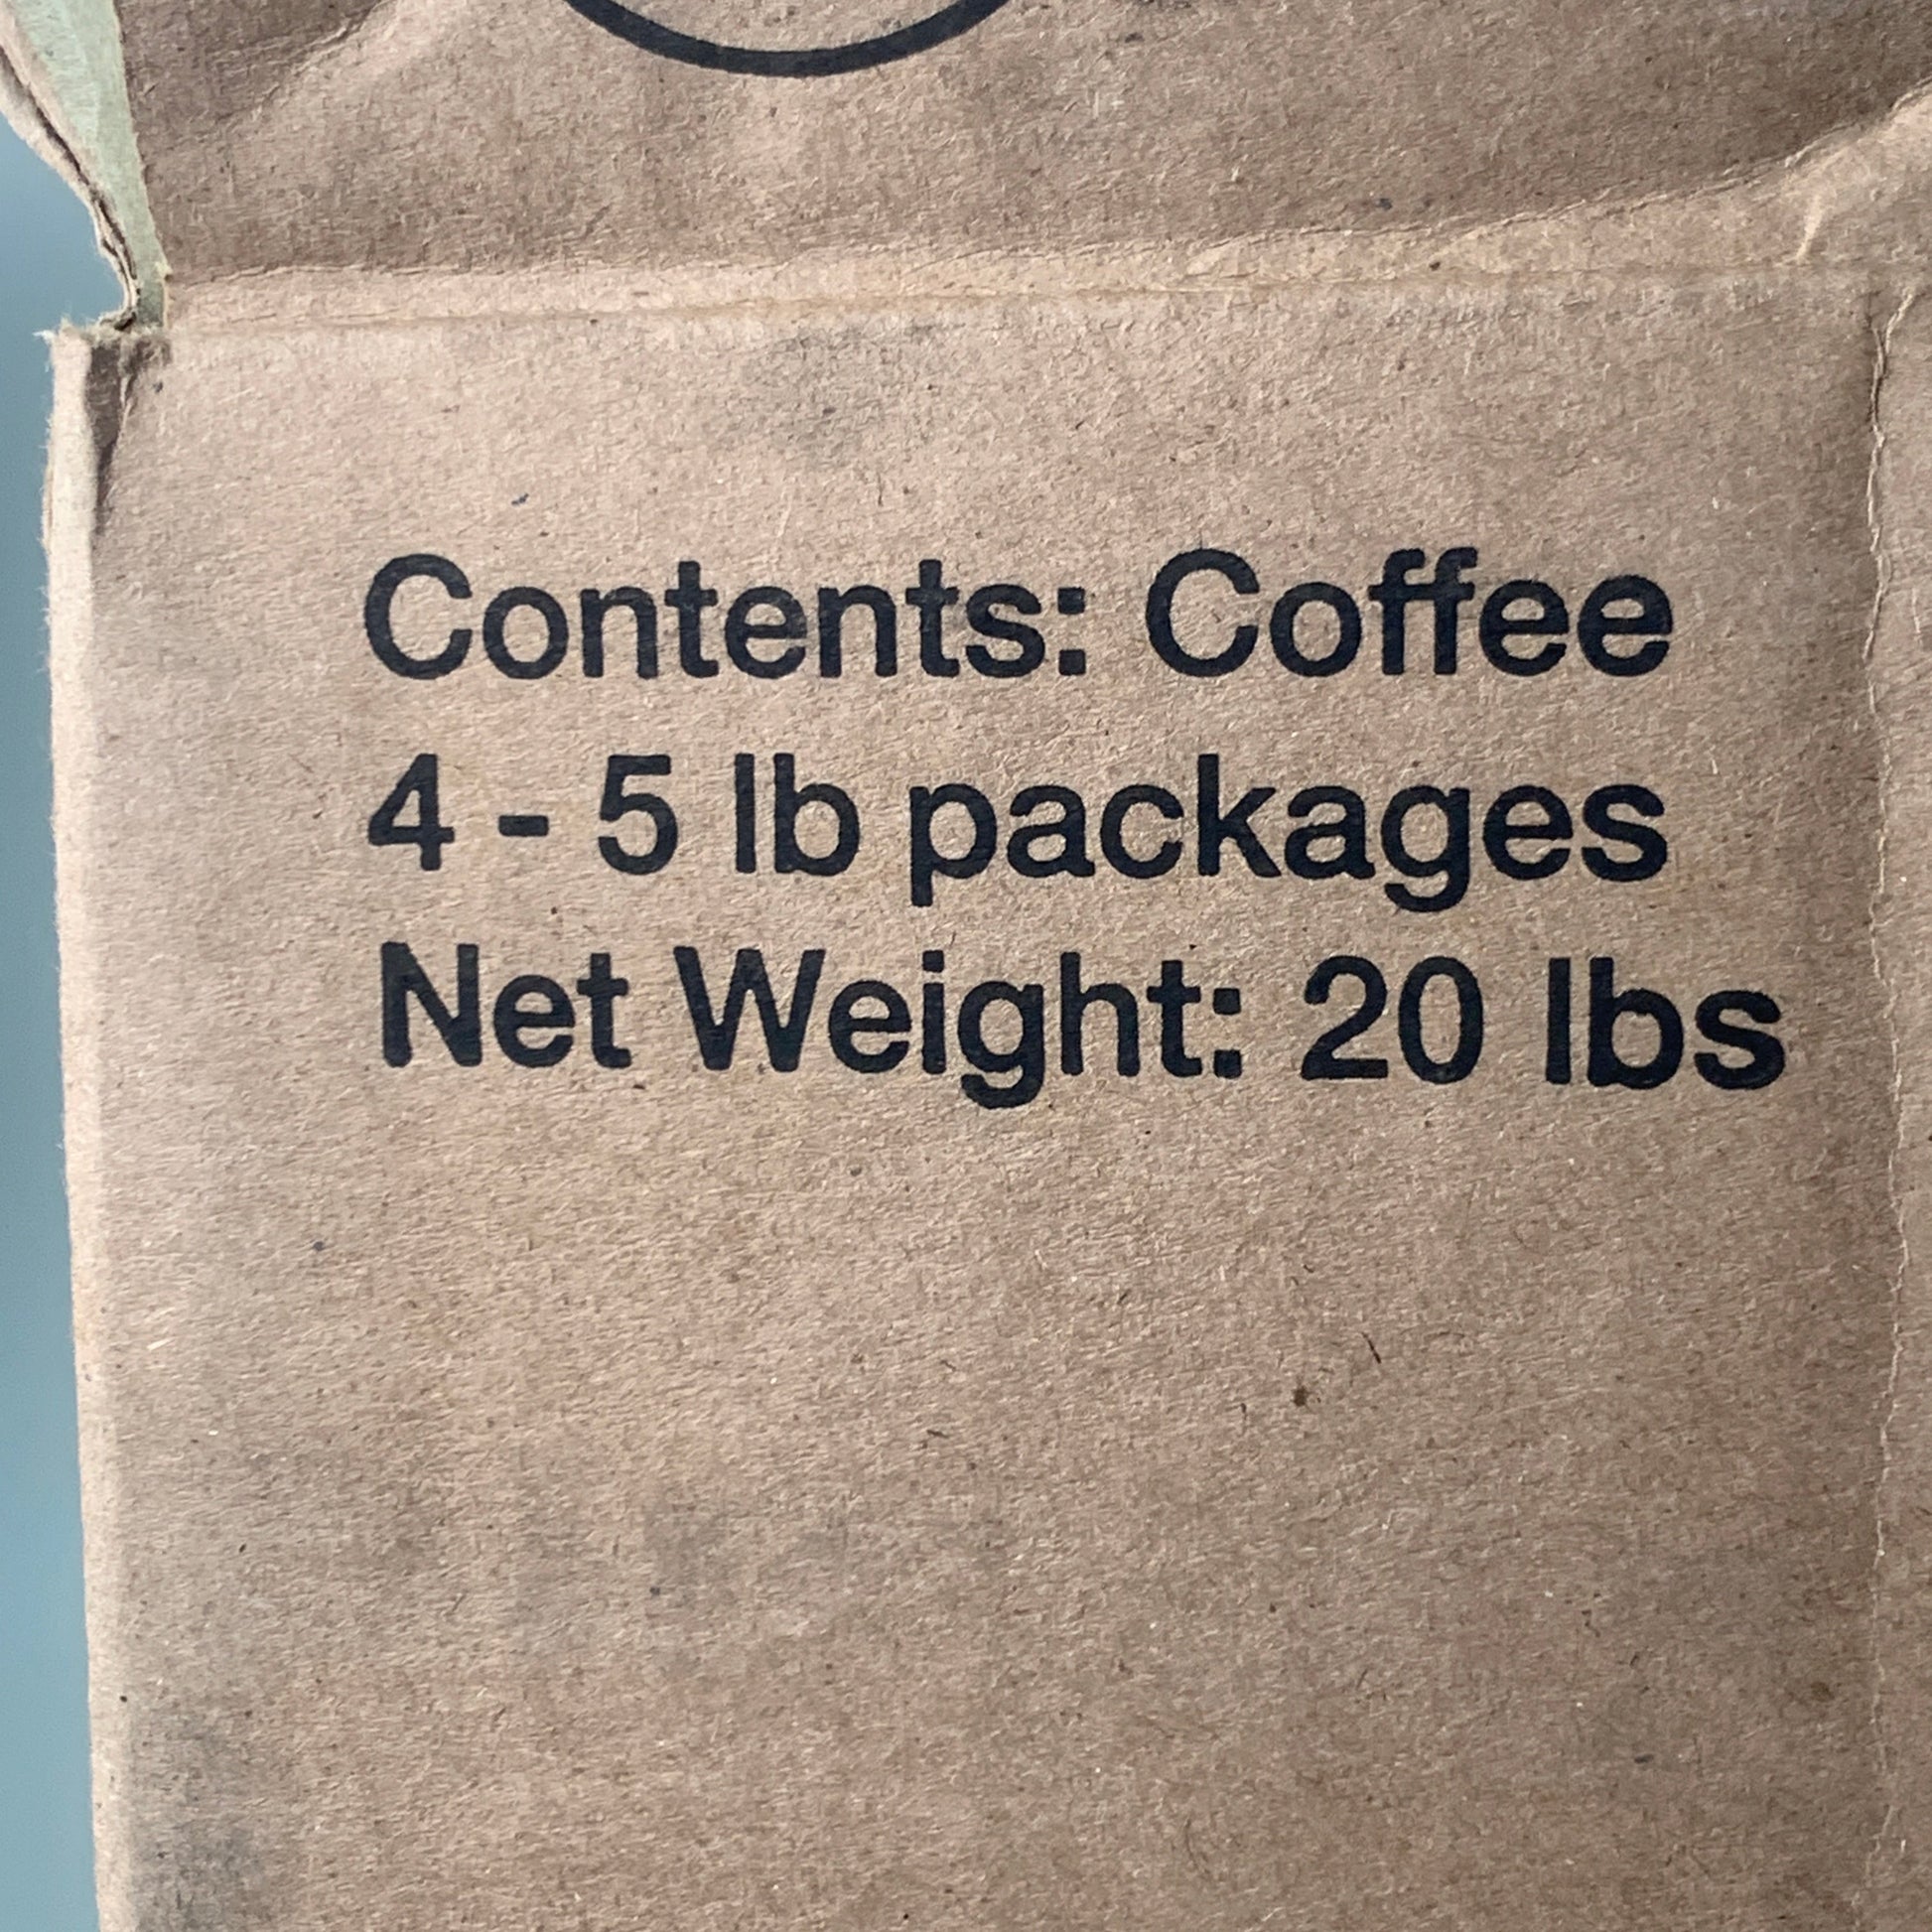 Contents: Coffee
4 - 5 lb packages
Net Weight: 20 lbs